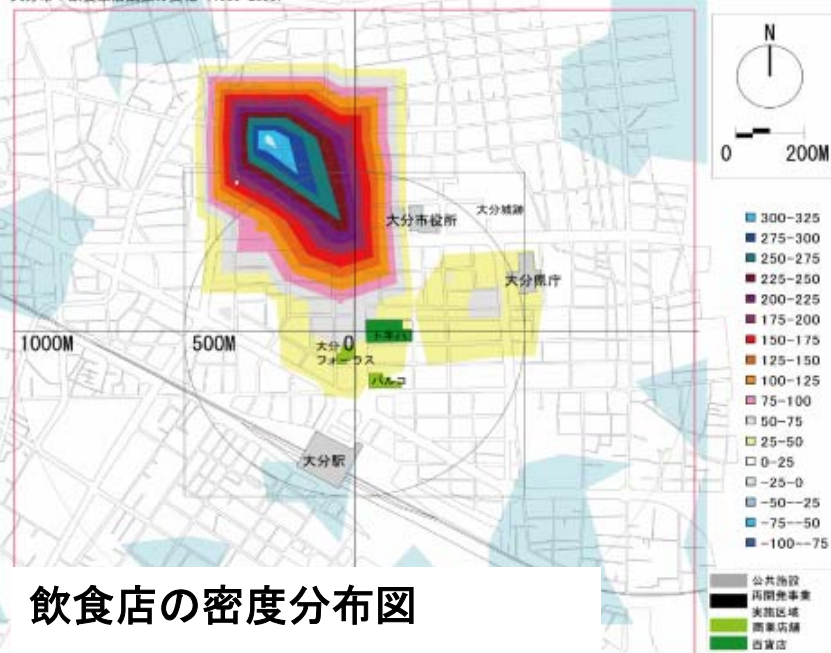 N
0 200M
大分市役所
大分城跡
大分県庁
1000M
500M
0
トキハ
大分
フォーラス
パルコ
大分駅
300-325
275-300
250-275
225-250
200-225
175-200
150-175
125-150
100-125
75-100
50-75
25-50
0-25
-25-0
-50--25
-75--50
-100--75
公共施設
再開発事業
実施区域
商業店舗
百貨店
飲食店の密度分布図